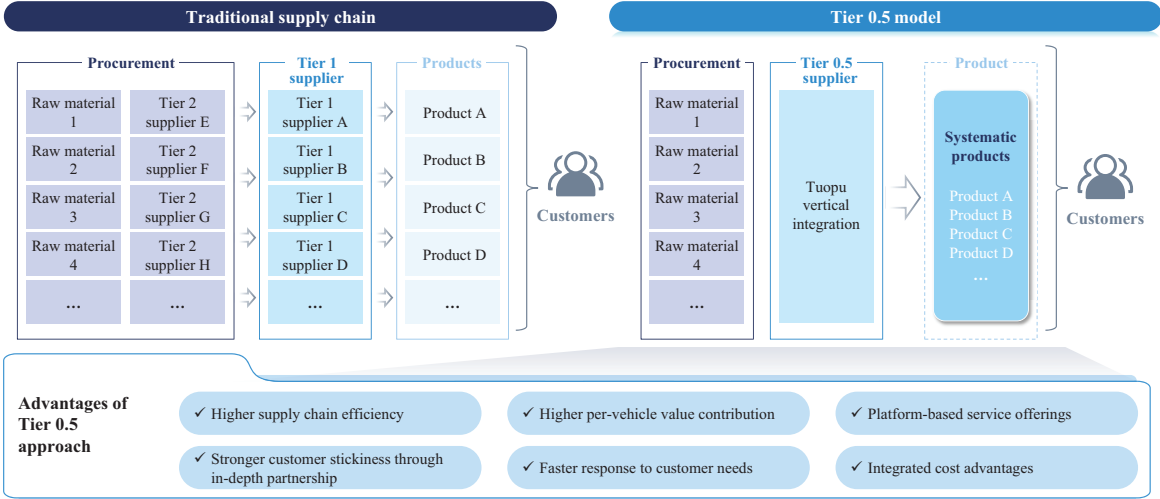 Traditional supply chain
Procurement
Tier 1
supplier
Products
Raw material
1
Tier 2
supplier E
Tier 1
supplier A
Product A
Raw material
2
Tier 2
supplier F
Tier 1
supplier B
Product B
Raw material
3
Tier 2
supplier G
Tier 1
supplier C
Product C
Raw material
4
Tier 2
supplier H
Tier 1
supplier D
Product D
...
...
...
...
Customers
Tier 0.5 model
Procurement
Tier 0.5
supplier
Product
Raw material
1
Raw material
2
Raw material
3
Raw material
4
...
Tuopu
vertical
integration
Systematic
products
Product A
Product B
Product C
Product D
...
Customers
Advantages of
Tier 0.5
approach
✓ Higher supply chain efficiency
✓ Higher per-vehicle value contribution
✓ Platform-based service offerings
✓ Stronger customer stickiness through
in-depth partnership
✓ Faster response to customer needs
✓ Integrated cost advantages